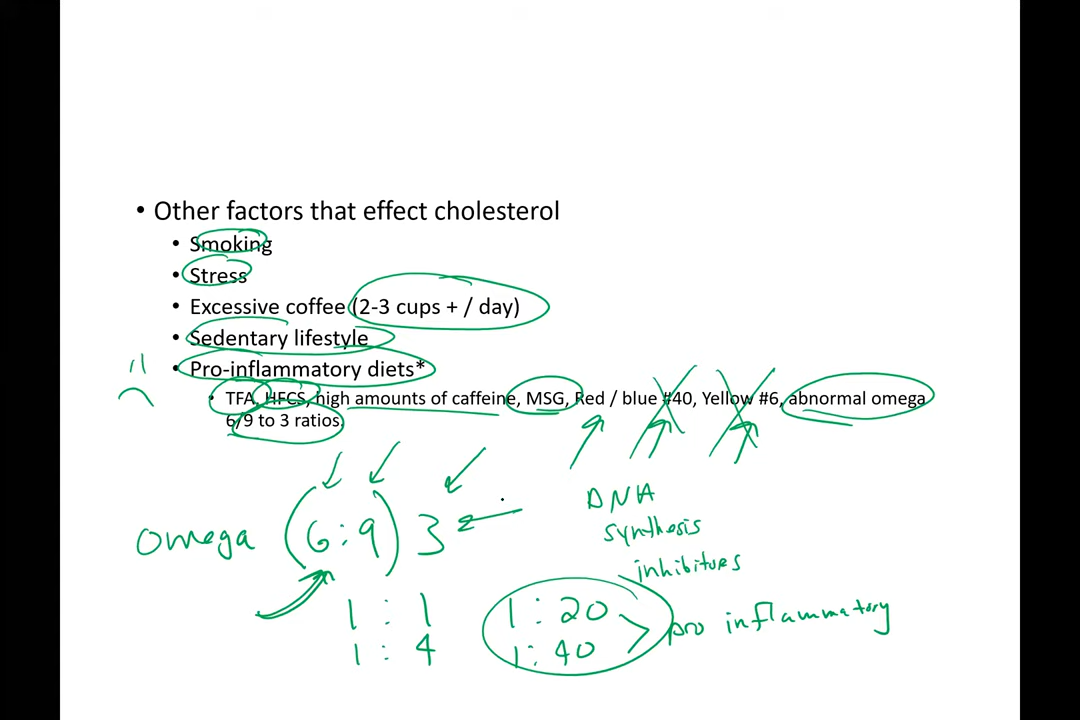 • Other factors that effect cholesterol
• Smoking
• Stress
• Excessive coffee (2-3 cups + / day)
• Sedentary lifestyle
• Pro-inflammatory diets*
• TFA, HFCS, high amounts of caffeine, MSG, Red / blue #40, Yellow #6, abnormal omega
6/9 to 3 ratios.
DNA
synthesis
inhibitors
omega (6:9) 3
1 : 1 1 : 20
1 : 4 1 : 40 pro inflammatory